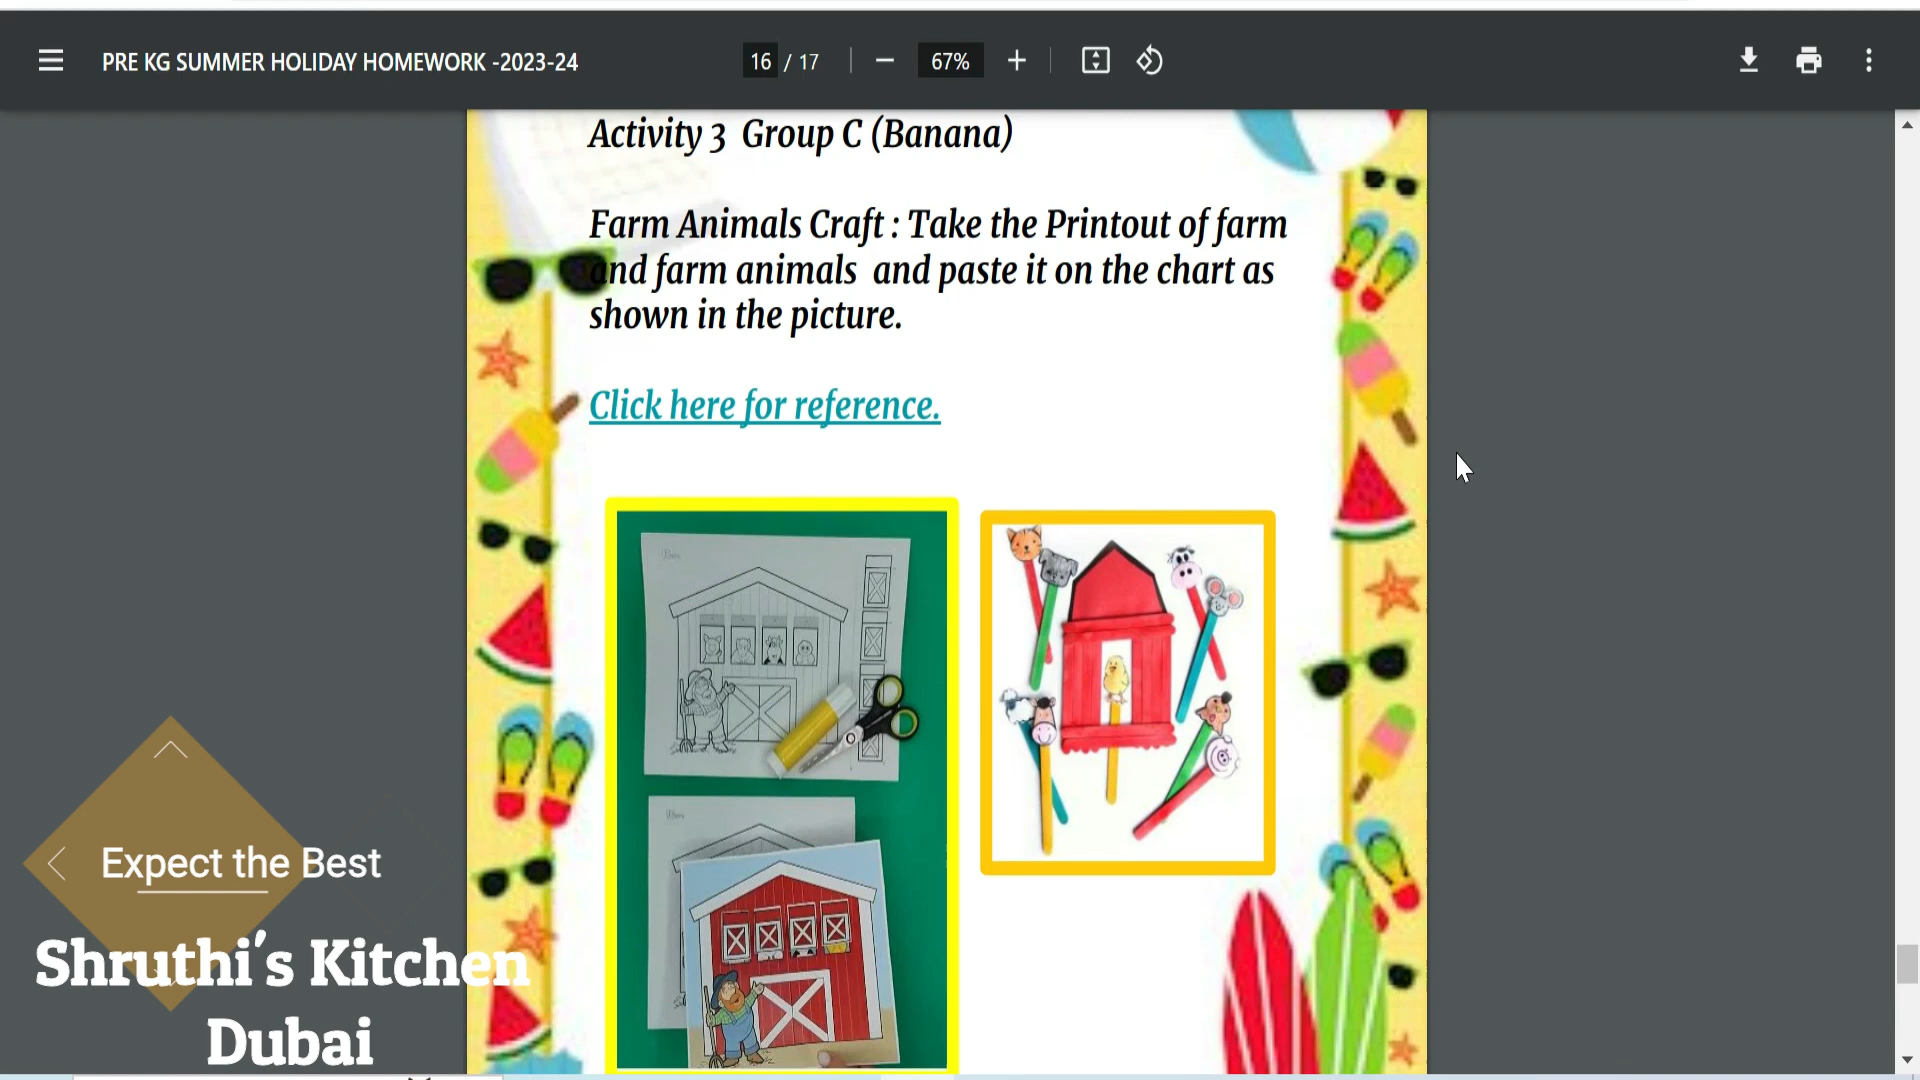 PRE KG SUMMER HOLIDAY HOMEWORK -2023-24
16 / 17
67%
Activity 3 Group C (Banana)
Farm Animals Craft : Take the Printout of farm
and farm animals and paste it on the chart as
shown in the picture.
Click here for reference.
Expect the Best
Shruthi's Kitchen
Dubai